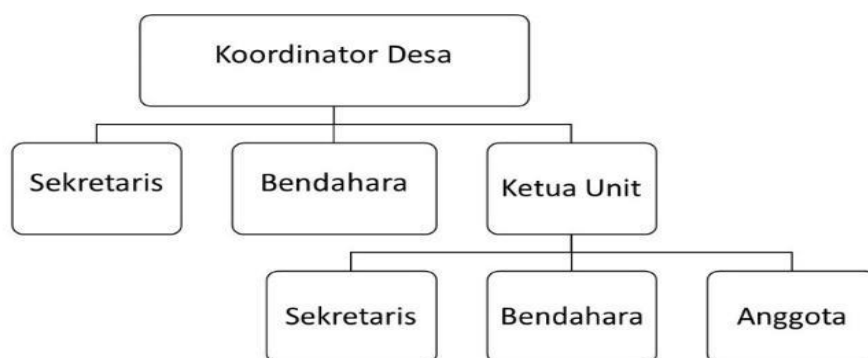 Koordinator Desa
Sekretaris
Bendahara
Ketua Unit
Sekretaris
Bendahara
Anggota